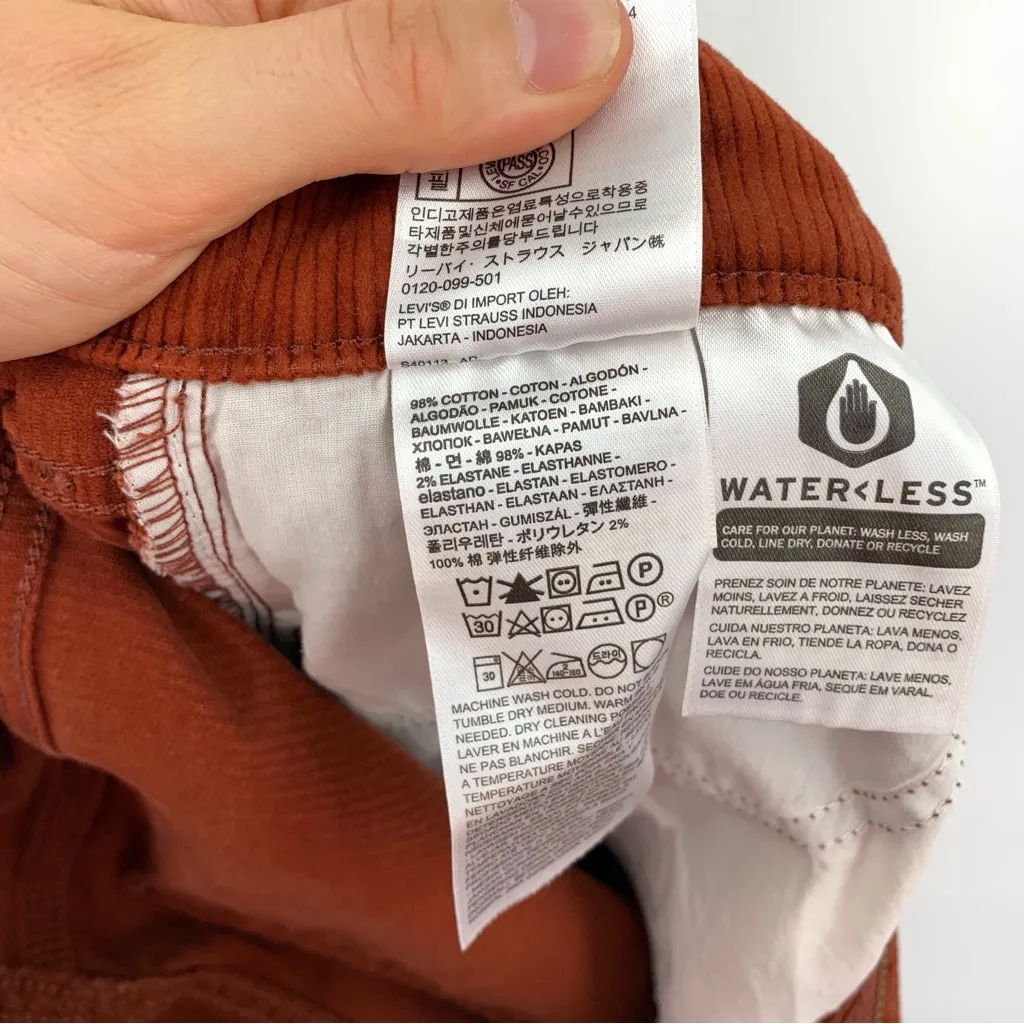 4
필
PASS
SF CAL
인디고제품은염료특성으로착용중
타제품및신체에묻어날수있으므로
각별한주의를당부드립니다
リーバイ・ストラウス ジャパン㈱
0120-099-501
LEVI'S® DI IMPORT OLEH:
PT LEVI STRAUSS INDONESIA
JAKARTA - INDONESIA
98% COTTON - COTON - ALGODÓN -
ALGODÃO - PAMUK - COTONE -
BAUMWOLLE - KATOEN - BAMBAKI -
ХЛОПОК - BAWEŁNA - PAMUT - BAVLNA -
棉 - 면 - 綿 98% - KAPAS
2% ELASTANE - ELASTHANNE -
elastano - ELASTAN - ELASTOMERO -
ELASTHAN - ELASTAAN - ΕΛΑΣΤΑΝΗ -
ЭЛАСТАН - GUMISZÁL - 彈性纖維 -
폴리우레탄 - ポリウレタン 2%
100% 棉 弹性纤维除外
P
30 P®
30 2 140~160 드라이
MACHINE WASH COLD. DO NOT
TUMBLE DRY MEDIUM. WARM
NEEDED. DRY CLEANING
LAVER EN MACHINE A L'E
NE PAS BLANCHIR.
A TEMPERATURE
TEMPERATURE
NETTOYAGE
EN
WATER<LESS™
CARE FOR OUR PLANET: WASH LESS, WASH
COLD, LINE DRY, DONATE OR RECYCLE
PRENEZ SOIN DE NOTRE PLANETE: LAVEZ
MOINS, LAVEZ A FROID, LAISSEZ SECHER
NATURELLEMENT, DONNEZ OU RECYCLEZ
CUIDA NUESTRO PLANETA: LAVA MENOS,
LAVA EN FRIO, TIENDE LA ROPA, DONA O
RECICLA.
CUIDE DO NOSSO PLANETA: LAVE MENOS,
LAVE EM ÁGUA FRIA, SEQUE EM VARAL,
DOE OU RECICLE.